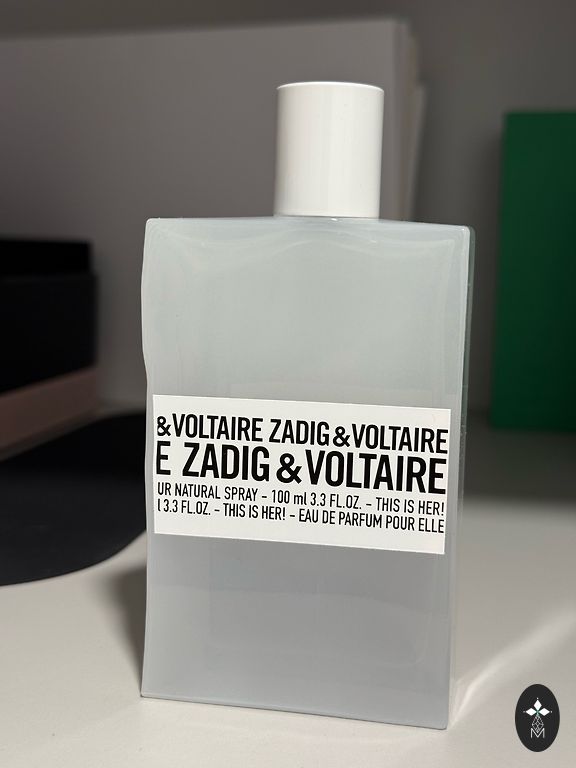 &VOLTAIRE ZADIG&VOLTAIRE
E ZADIG &VOLTAIRE
UR NATURAL SPRAY – 100 ml 3.3 FL.OZ. – THIS IS HER!
l 3.3 FL.OZ. – THIS IS HER! – EAU DE PARFUM POUR ELLE
M